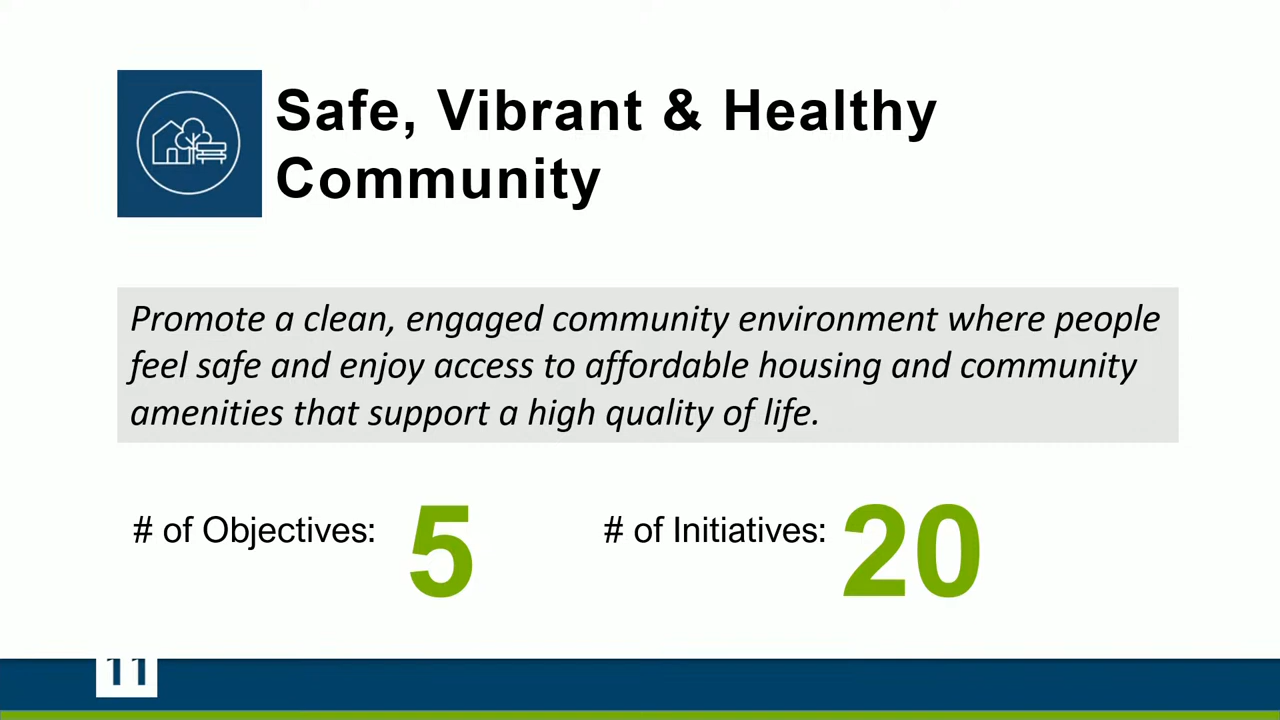 Safe, Vibrant & Healthy
Community
Promote a clean, engaged community environment where people
feel safe and enjoy access to affordable housing and community
amenities that support a high quality of life.
# of Objectives: 5 # of Initiatives: 20
11